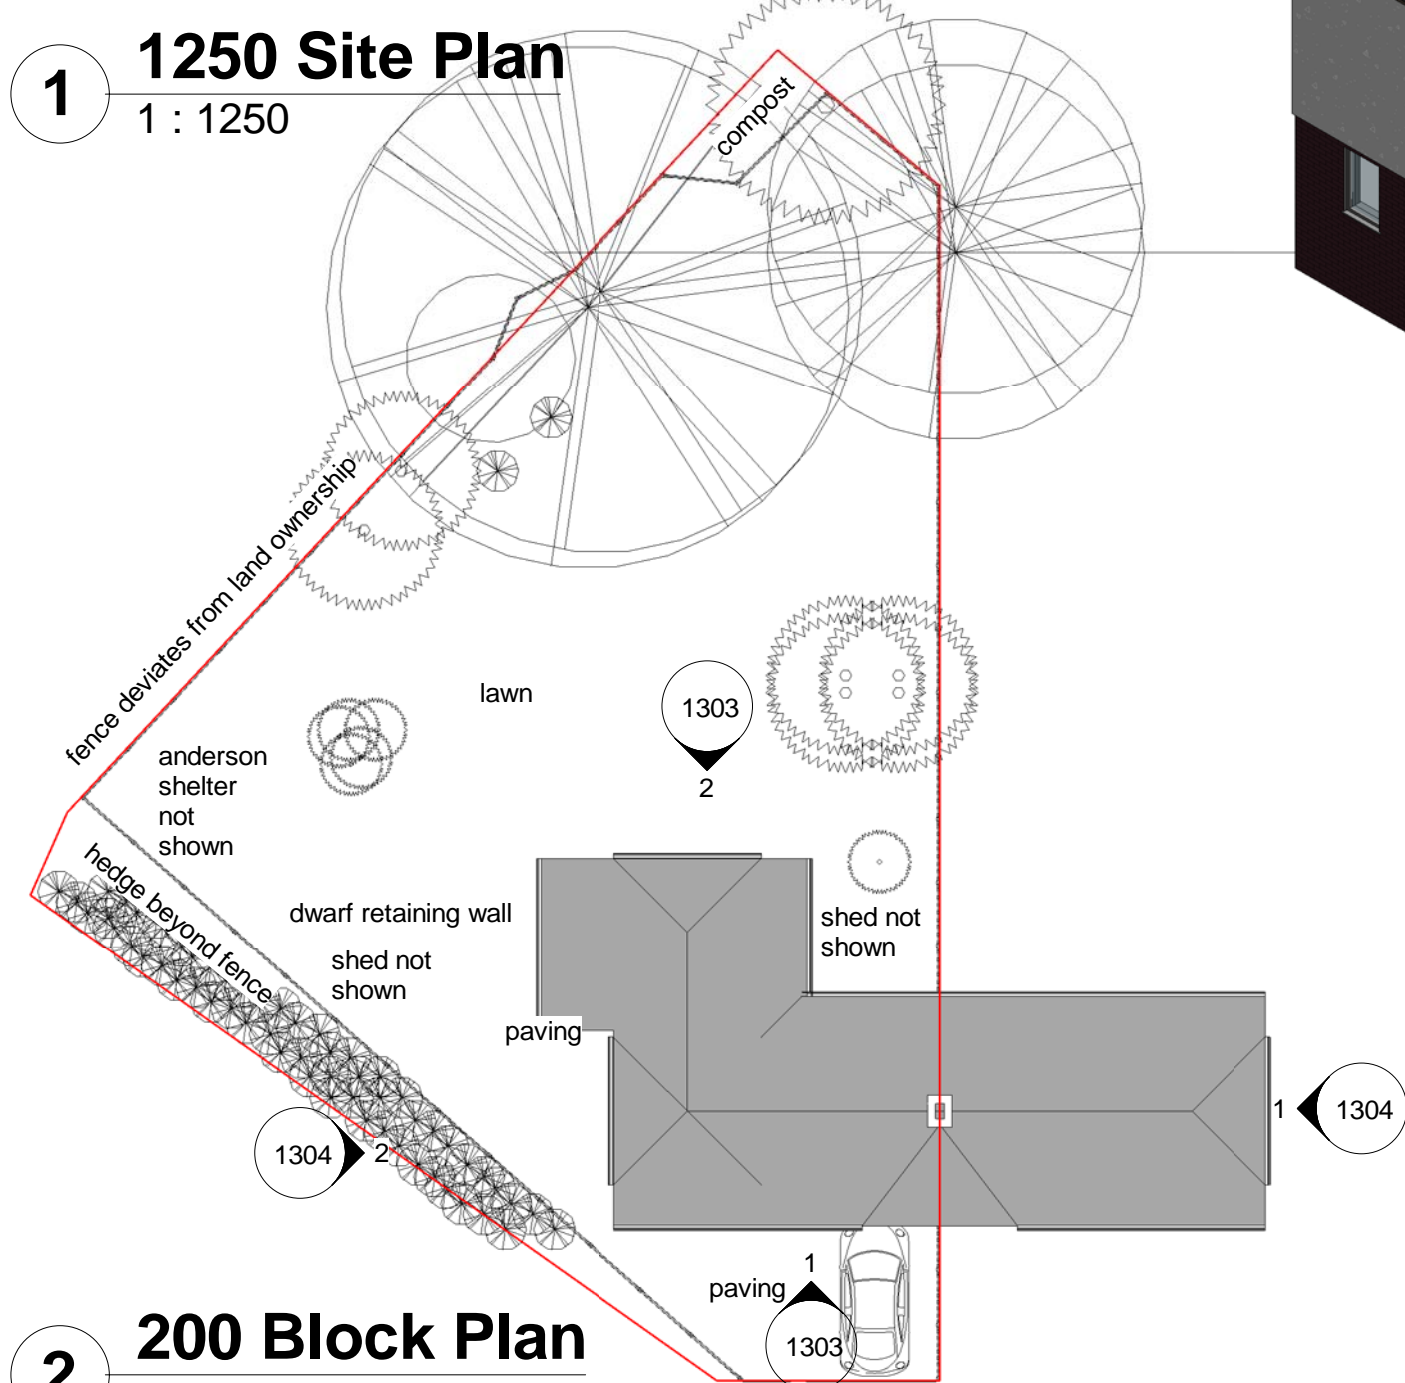 1
1250 Site Plan
1 : 1250
compost
fence deviates from land ownership
lawn
1303
2
anderson
shelter
not
shown
hedge beyond fence
dwarf retaining wall
shed not
shown
shed not
shown
paving
1304
2
1
1304
1
paving
1303
2
200 Block Plan